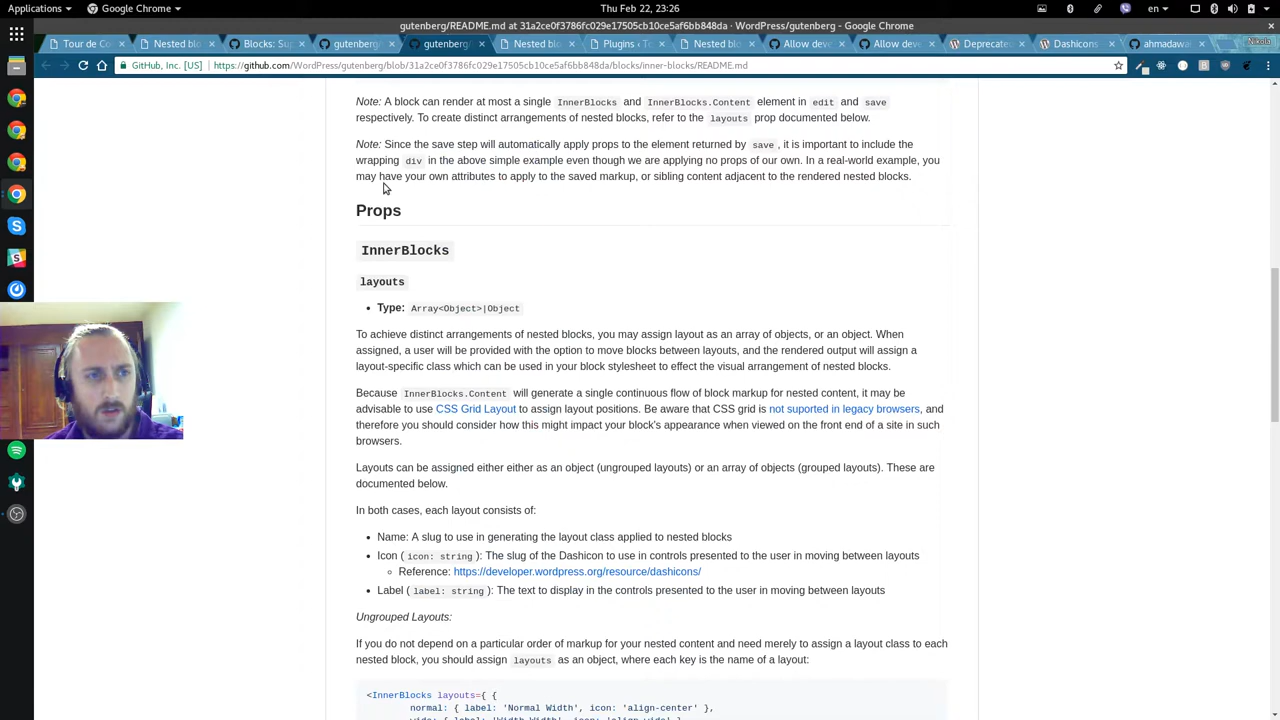 Applications
Google Chrome
Thu Feb 22, 23:26
en
gutenberg/README.md at 31a2ce0f3786fc029e17505cb10ce5af6bb848da · WordPress/gutenberg - Google Chrome
Tour de Co
Nested blo
Blocks: Sup
gutenberg/
gutenberg/
Nested blo
Plugins ‹ To
Nested blo
Allow deve
Allow deve
Deprecate
Dashicons
ahmadawai
Nikola
GitHub, Inc. [US]
https://github.com/WordPress/gutenberg/blob/31a2ce0f3786fc029e17505cb10ce5af6bb848da/blocks/inner-blocks/README.md
Note: A block can render at most a single InnerBlocks and InnerBlocks.Content element in edit and save
respectively. To create distinct arrangements of nested blocks, refer to the layouts prop documented below.
Note: Since the save step will automatically apply props to the element returned by save, it is important to include the
wrapping div in the above simple example even though we are applying no props of our own. In a real-world example, you
may have your own attributes to apply to the saved markup, or sibling content adjacent to the rendered nested blocks.
Props
InnerBlocks
layouts
• Type: Array<Object>|Object
To achieve distinct arrangements of nested blocks, you may assign layout as an array of objects, or an object. When
assigned, a user will be provided with the option to move blocks between layouts, and the rendered output will assign a
layout-specific class which can be used in your block stylesheet to effect the visual arrangement of nested blocks.
Because InnerBlocks.Content will generate a single continuous flow of block markup for nested content, it may be
advisable to use CSS Grid Layout to assign layout positions. Be aware that CSS grid is not suported in legacy browsers, and
therefore you should consider how this might impact your block's appearance when viewed on the front end of a site in such
browsers.
Layouts can be assigned either either as an object (ungrouped layouts) or an array of objects (grouped layouts). These are
documented below.
In both cases, each layout consists of:
• Name: A slug to use in generating the layout class applied to nested blocks
• Icon ( icon: string ): The slug of the Dashicon to use in controls presented to the user in moving between layouts
◦ Reference: https://developer.wordpress.org/resource/dashicons/
• Label ( label: string ): The text to display in the controls presented to the user in moving between layouts
Ungrouped Layouts:
If you do not depend on a particular order of markup for your nested content and need merely to assign a layout class to each
nested block, you should assign layouts as an object, where each key is the name of a layout:
<InnerBlocks layouts={ {
normal: { label: 'Normal Width', icon: 'align-center' },
wide: { label: 'Width Width', icon: 'align-wide' },